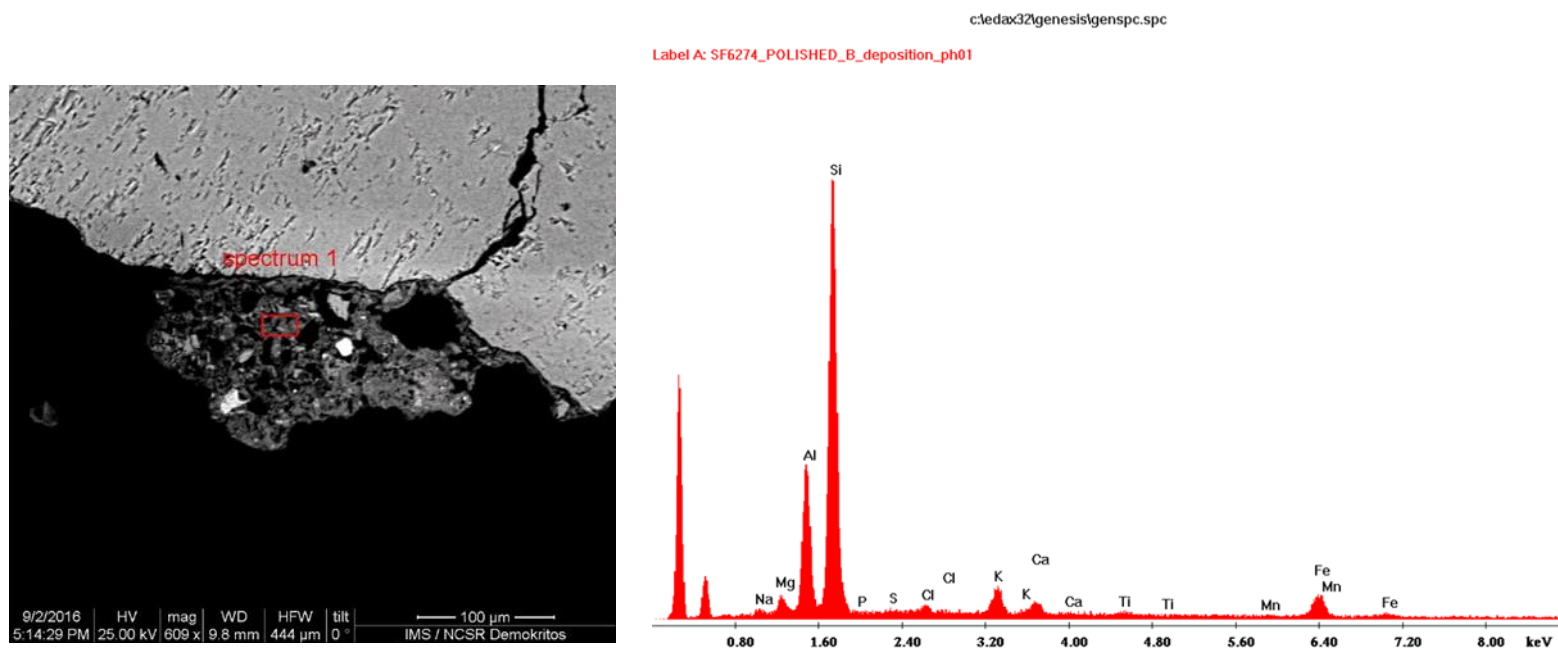 c:\edax32\genesis\genspc.spc
Label A: SF6274_POLISHED_B_deposition_ph01
spectrum 1
9/2/2016 HV mag WD HFW tilt 100 µm
5:14:29 PM 25.00 kV 609 x 9.8 mm 444 µm 0 ° IMS / NCSR Demokritos
Si
Al
Ca
Mg Cl K Fe
Na P S Cl K Ca Ti Ti Mn Mn Fe
0.80 1.60 2.40 3.20 4.00 4.80 5.60 6.40 7.20 8.00 keV